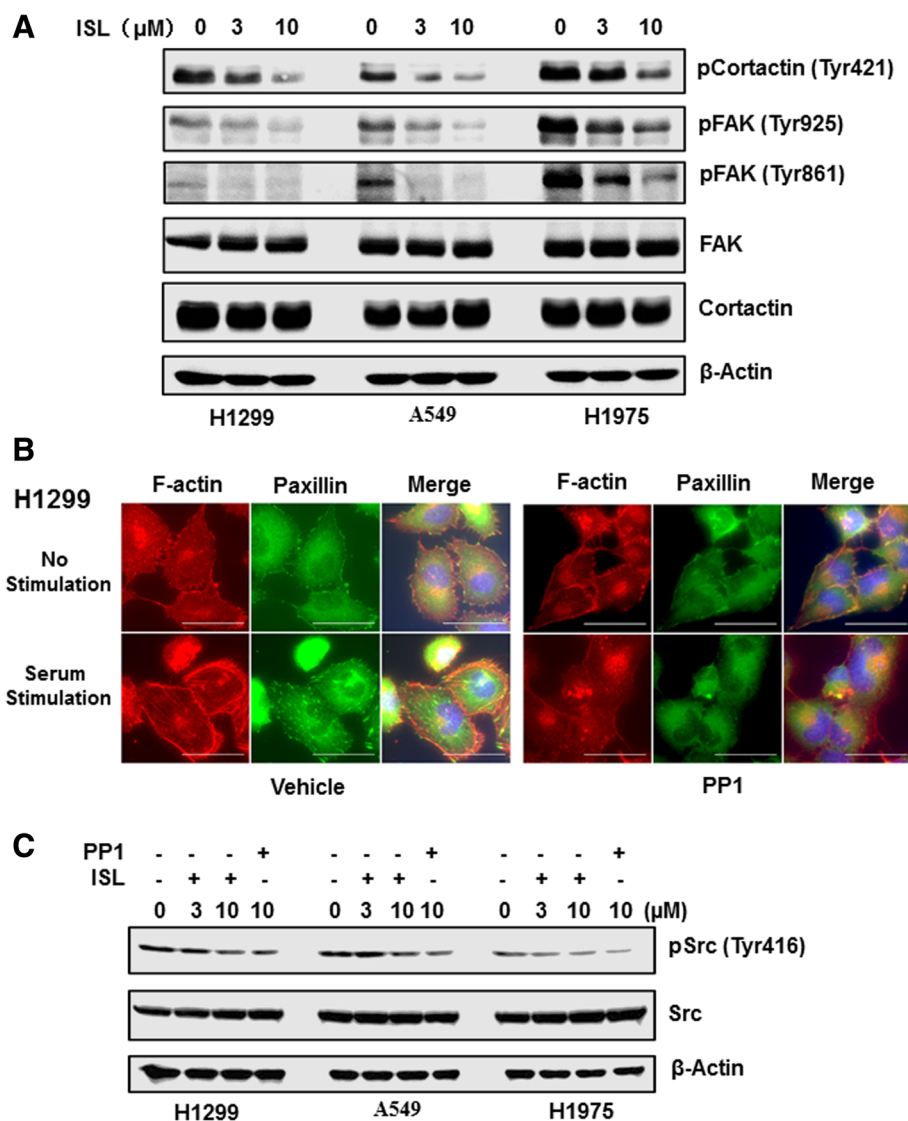 A
ISL (μM) 0 3 10 0 3 10 0 3 10
pCortactin (Tyr421)
pFAK (Tyr925)
pFAK (Tyr861)
FAK
Cortactin
β-Actin
H1299 A549 H1975
B
H1299
F-actin Paxillin Merge F-actin Paxillin Merge
No Stimulation
Serum Stimulation
Vehicle PP1
C
PP1 - - - + - - - + - - - +
ISL - + + - - + + - - + + -
0 3 10 10 0 3 10 10 0 3 10 10 (μM)
pSrc (Tyr416)
Src
β-Actin
H1299 A549 H1975